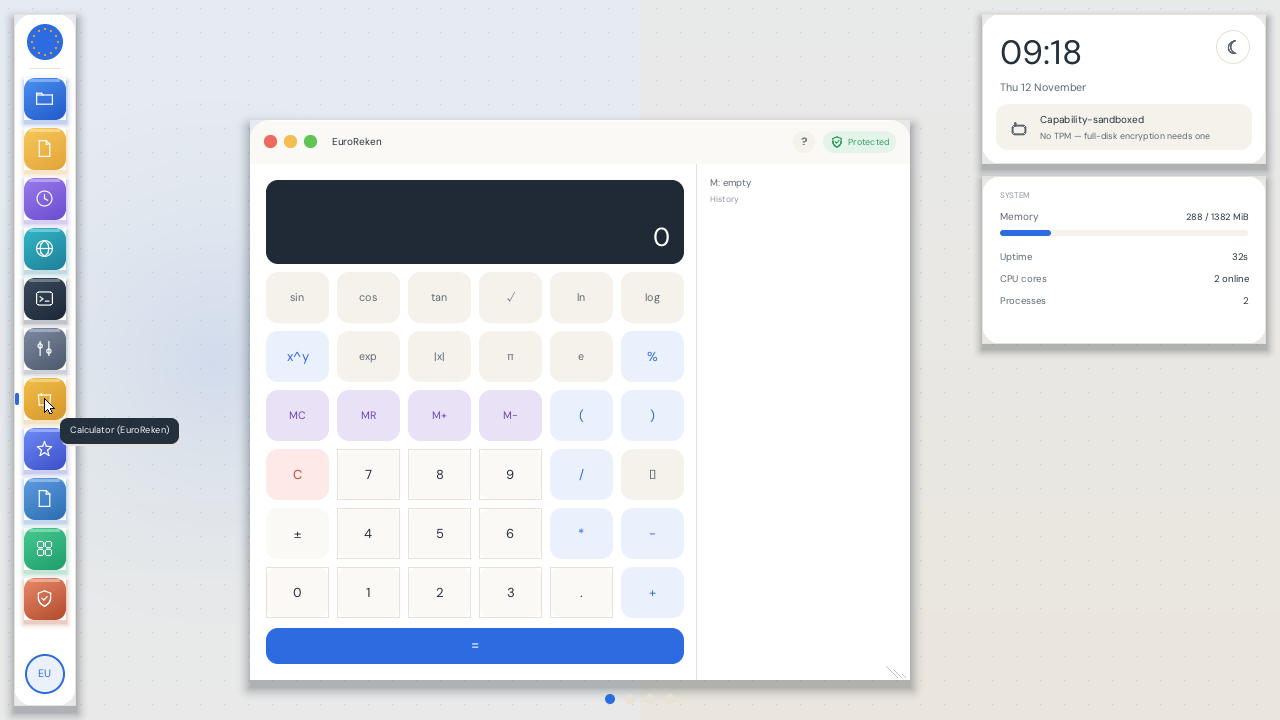 EuroReken
?
Protected
0
sin cos tan √ ln log
x^y exp |x| π e %
MC MR M+ M- ( )
C 7 8 9 /
± 4 5 6 * -
0 1 2 3 . +
=
M: empty
History
Calculator (EuroReken)
EU
09:18
Thu 12 November
Capability-sandboxed
No TPM — full-disk encryption needs one
SYSTEM
Memory 288 / 1382 MiB
Uptime 32s
CPU cores 2 online
Processes 2